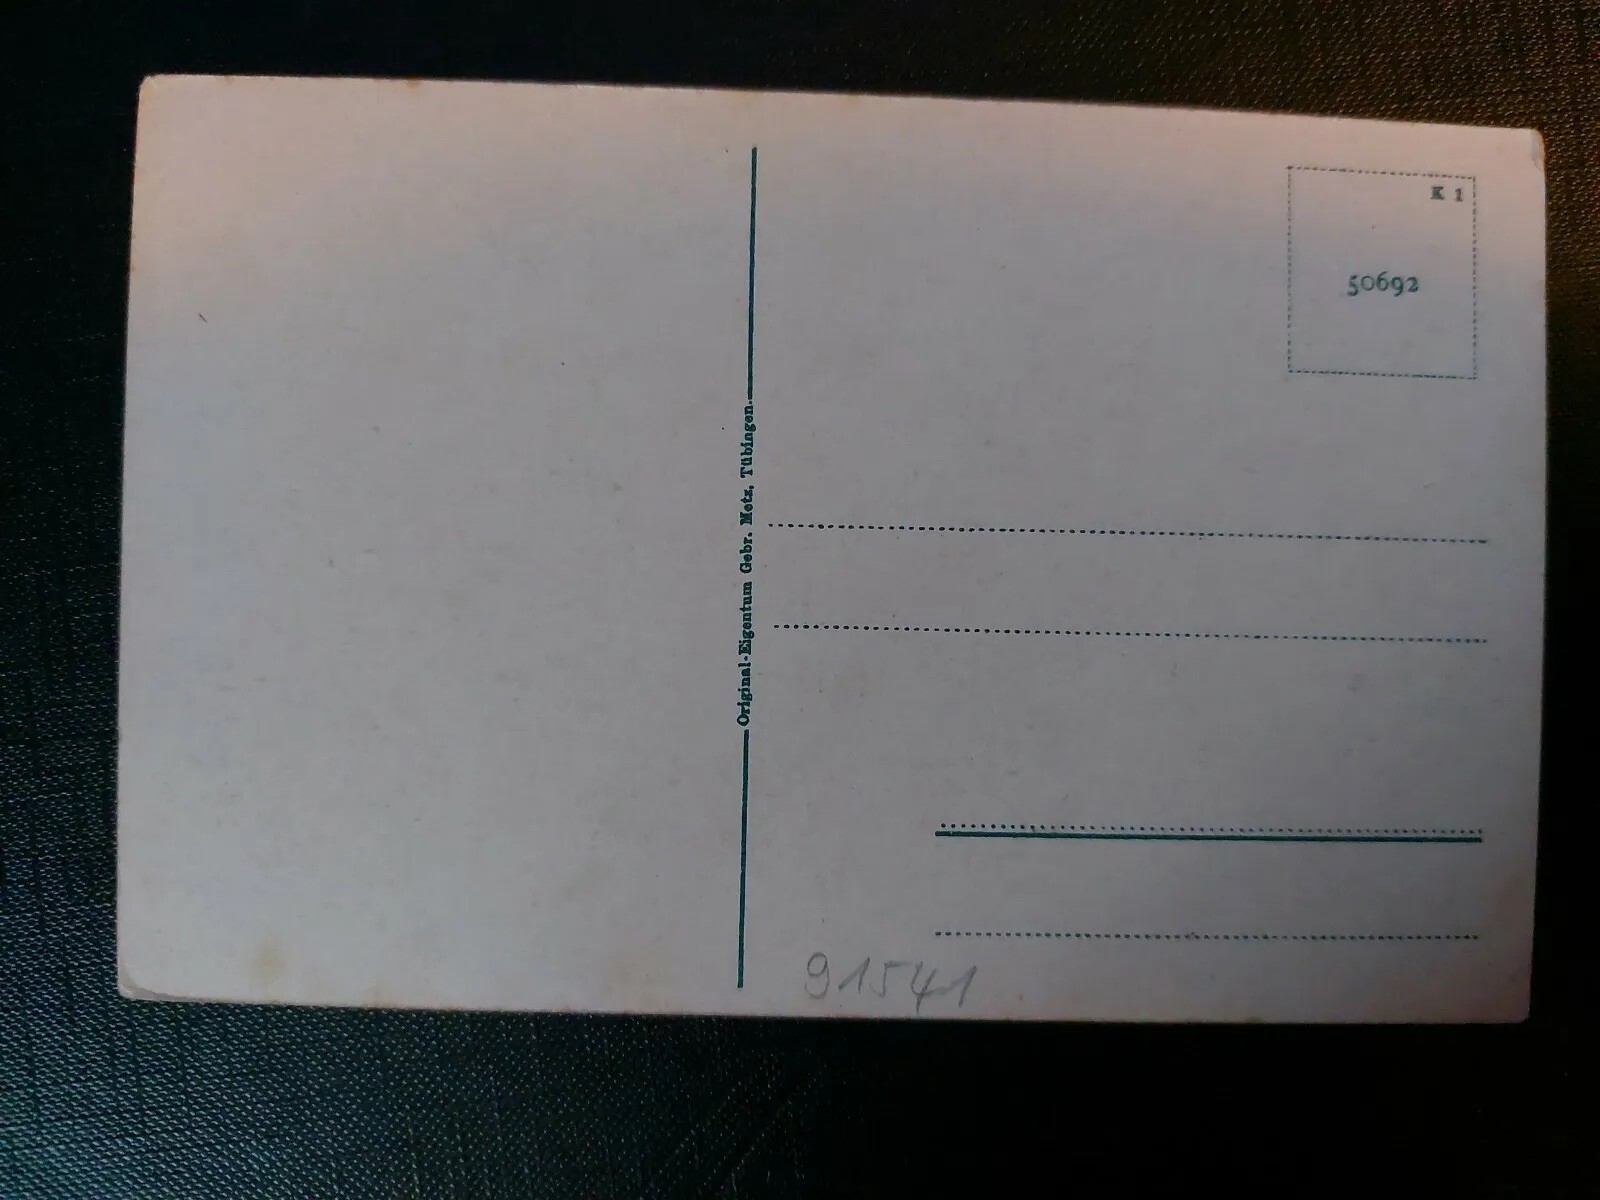 K 1
50692
Original-Eigentum Gebr. Metz, Tübingen.
91541